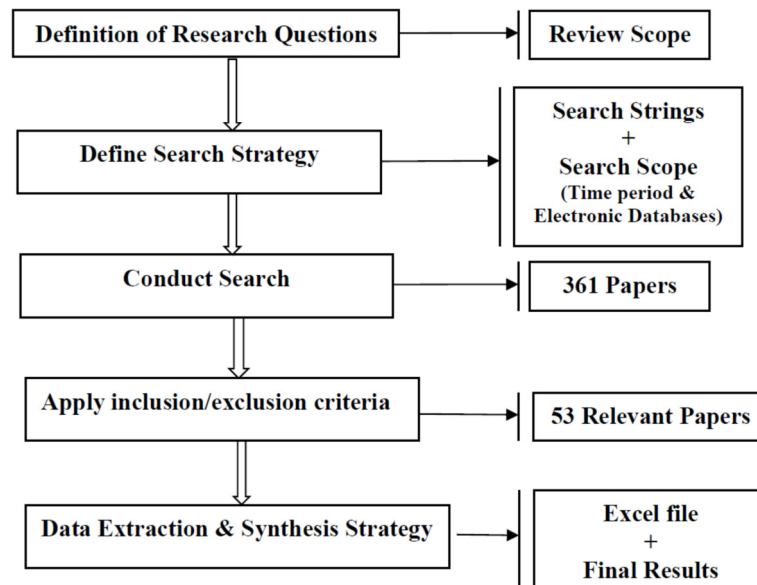 Definition of Research Questions
Review Scope
Define Search Strategy
Search Strings
+
Search Scope
(Time period &
Electronic Databases)
Conduct Search
361 Papers
Apply inclusion/exclusion criteria
53 Relevant Papers
Data Extraction & Synthesis Strategy
Excel file
+
Final Results